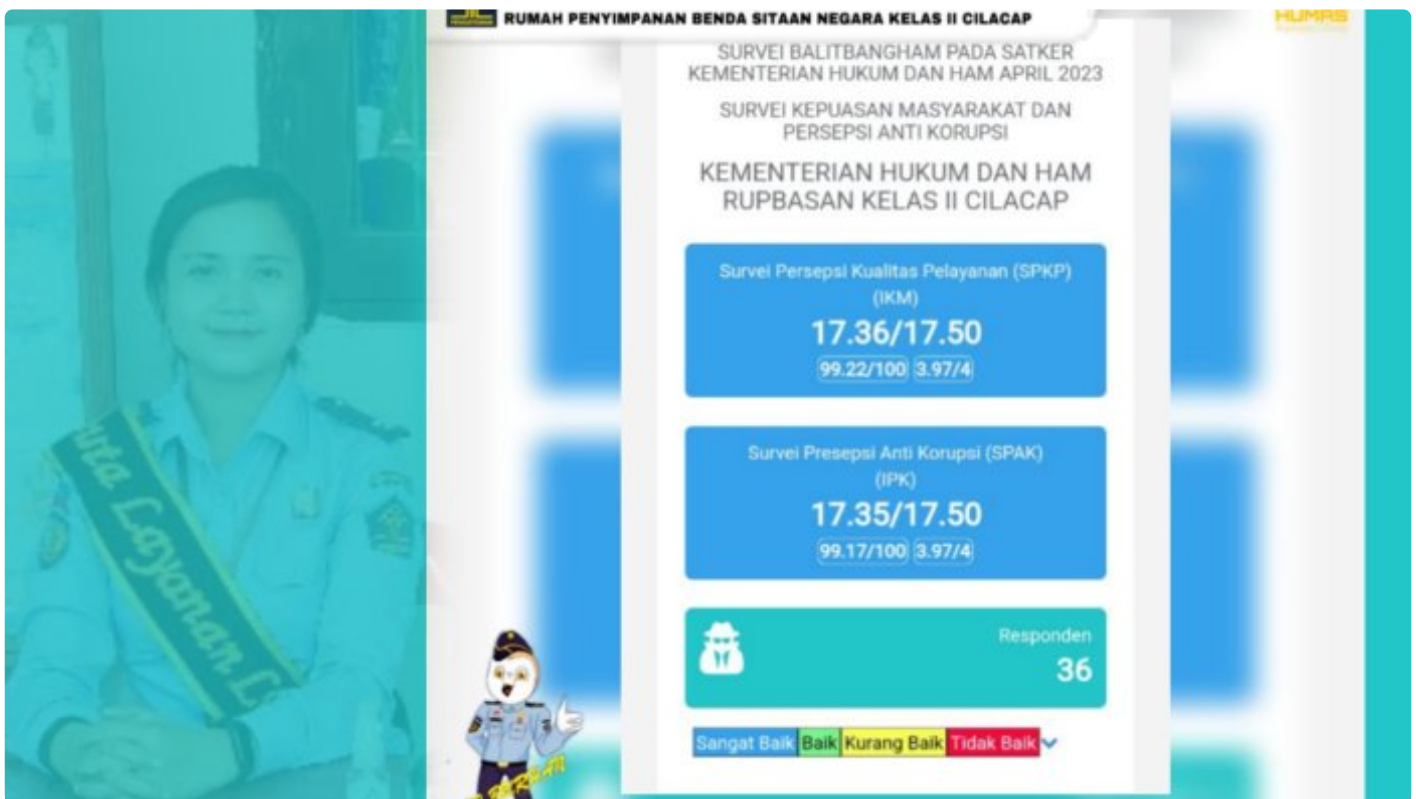 RUMAH PENYIMPANAN BENDA SITAAN NEGARA KELAS II CILACAP
HUMAS
SURVEI BALITBANGHAM PADA SATKER
KEMENTERIAN HUKUM DAN HAM APRIL 2023
SURVEI KEPUASAN MASYARAKAT DAN
PERSEPSI ANTI KORUPSI
KEMENTERIAN HUKUM DAN HAM
RUPBASAN KELAS II CILACAP
Survei Persepsi Kualitas Pelayanan (SPKP)
(IKM)
17.36/17.50
99.22/100 3.97/4
Survei Presepsi Anti Korupsi (SPAK)
(IPK)
17.35/17.50
99.17/100 3.97/4
Responden
36
Sangat Baik Baik Kurang Baik Tidak Baik
Layanan